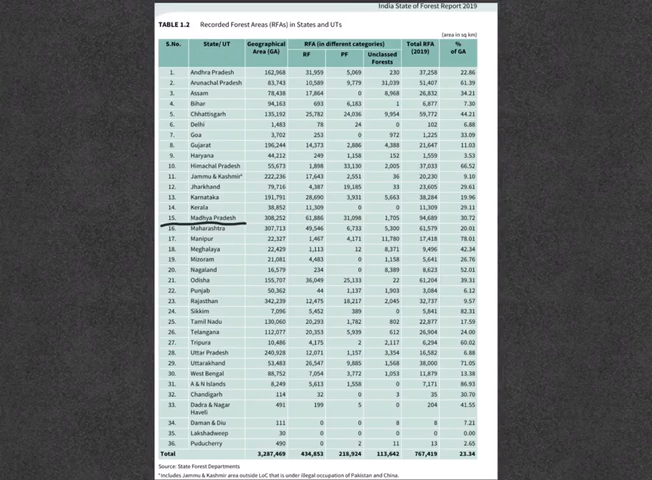 India State of Forest Report 2019
TABLE 1.2 Recorded Forest Areas (RFAs) in States and UTs
(area in sq km)
S.No. State/ UT Geographical Area (GA) RFA (in different categories) Total RFA (2019) % of GA
RF PF Unclassed Forests
1. Andhra Pradesh 162,968 31,959 5,069 230 37,258 22.86
2. Arunachal Pradesh 83,743 10,589 9,779 31,039 51,407 61.39
3. Assam 78,438 17,864 0 8,968 26,832 34.21
4. Bihar 94,163 693 6,183 1 6,877 7.30
5. Chhattisgarh 135,192 25,782 24,036 9,954 59,772 44.21
6. Delhi 1,483 78 24 0 102 6.88
7. Goa 3,702 253 0 972 1,225 33.09
8. Gujarat 196,244 14,373 2,886 4,388 21,647 11.03
9. Haryana 44,212 249 1,158 152 1,559 3.53
10. Himachal Pradesh 55,673 1,898 33,130 2,005 37,033 66.52
11. Jammu & Kashmir* 222,236 17,643 2,551 36 20,230 9.10
12. Jharkhand 79,716 4,387 19,185 33 23,605 29.61
13. Karnataka 191,791 28,690 3,931 5,663 38,284 19.96
14. Kerala 38,852 11,309 0 0 11,309 29.11
15. Madhya Pradesh 308,252 61,886 31,098 1,705 94,689 30.72
16. Maharashtra 307,713 49,546 6,733 5,300 61,579 20.01
17. Manipur 22,327 1,467 4,171 11,780 17,418 78.01
18. Meghalaya 22,429 1,113 12 8,371 9,496 42.34
19. Mizoram 21,081 4,483 0 1,158 5,641 26.76
20. Nagaland 16,579 234 0 8,389 8,623 52.01
21. Odisha 155,707 36,049 25,133 22 61,204 39.31
22. Punjab 50,362 44 1,137 1,903 3,084 6.12
23. Rajasthan 342,239 12,475 18,217 2,045 32,737 9.57
24. Sikkim 7,096 5,452 389 0 5,841 82.31
25. Tamil Nadu 130,060 20,293 1,782 802 22,877 17.59
26. Telangana 112,077 20,353 5,939 612 26,904 24.00
27. Tripura 10,486 4,175 2 2,117 6,294 60.02
28. Uttar Pradesh 240,928 12,071 1,157 3,354 16,582 6.88
29. Uttarakhand 53,483 26,547 9,885 1,568 38,000 71.05
30. West Bengal 88,752 7,054 3,772 1,053 11,879 13.38
31. A & N Islands 8,249 5,613 1,558 0 7,171 86.93
32. Chandigarh 114 32 0 3 35 30.70
33. Dadra & Nagar Haveli 491 199 5 0 204 41.55
34. Daman & Diu 111 0 0 8 8 7.21
35. Lakshadweep 30 0 0 0 0 0.00
36. Puducherry 490 0 2 11 13 2.65
Total 3,287,469 434,853 218,924 113,642 767,419 23.34
Source: State Forest Departments
*Includes Jammu & Kashmir area outside LoC that is under illegal occupation of Pakistan and China.